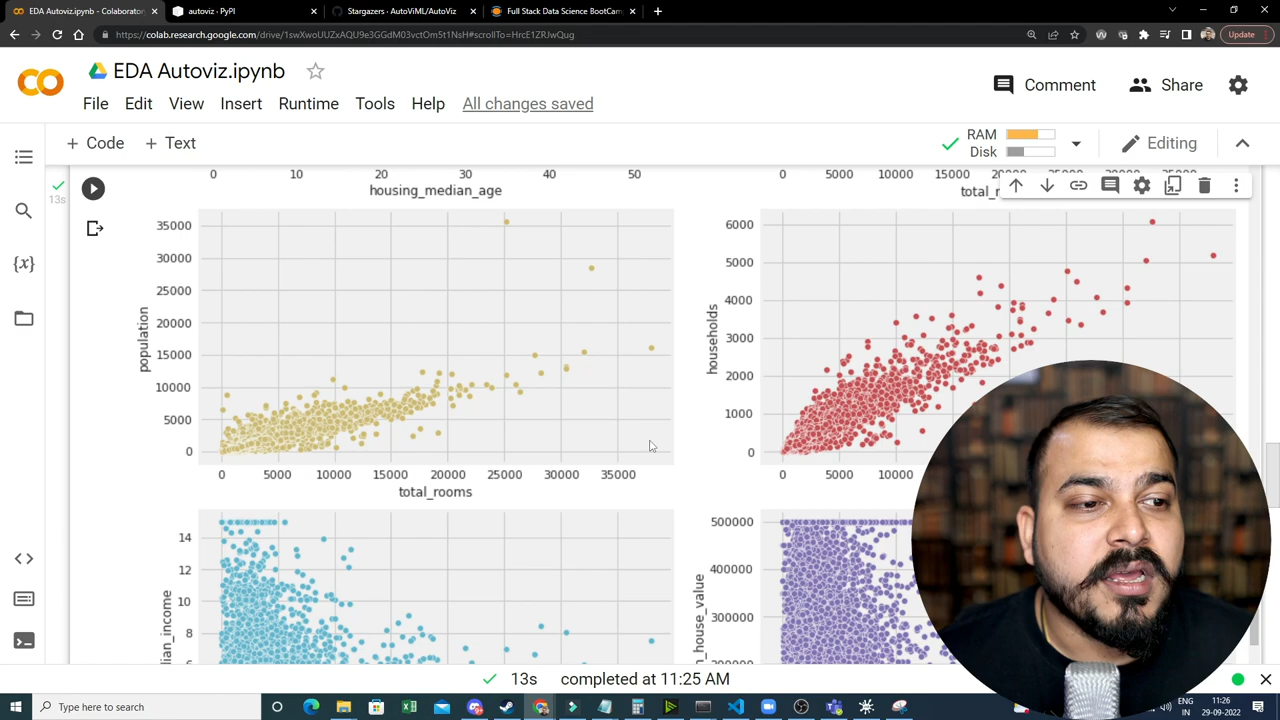 EDA Autoviz.ipynb - Colaborator
autoviz - PyPI
Stargazers - AutoViML/AutoViz
Full Stack Data Science BootCam
https://colab.research.google.com/drive/1swXwoUUZxAQU9e3GGdM03vctOm5t1NsH#scrollTo=HrcE1ZRJwQug
Update
EDA Autoviz.ipynb
Comment
Share
File Edit View Insert Runtime Tools Help All changes saved
+ Code + Text
RAM
Disk
Editing
13s
0 10 20 30 40 50
housing_median_age
0 5000 10000 15000
35000
30000
25000
20000
15000
10000
5000
0
population
0 5000 10000 15000 20000 25000 30000 35000
total_rooms
6000
5000
4000
3000
2000
1000
0
households
0 5000 10000
14
12
10
8
500000
400000
300000
13s completed at 11:25 AM
Type here to search
ENG
IN
11:26
29-09-2022